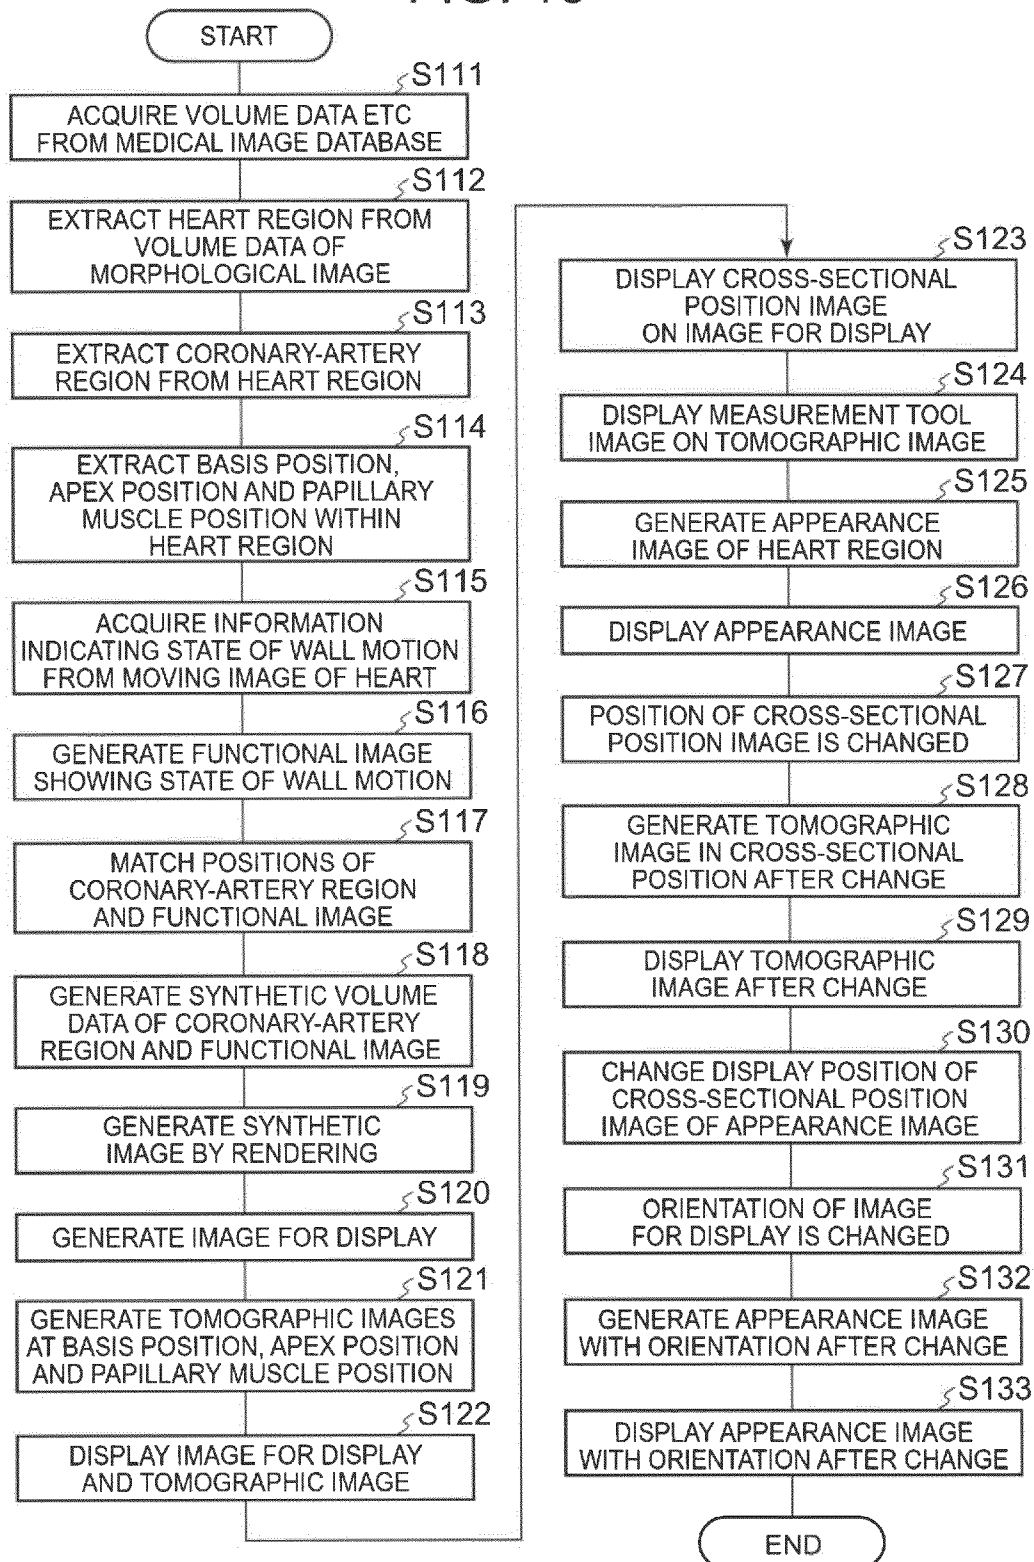 START
S111
ACQUIRE VOLUME DATA ETC
FROM MEDICAL IMAGE DATABASE
S112
EXTRACT HEART REGION FROM
VOLUME DATA OF
MORPHOLOGICAL IMAGE
S113
EXTRACT CORONARY-ARTERY
REGION FROM HEART REGION
S114
EXTRACT BASIS POSITION,
APEX POSITION AND PAPILLARY
MUSCLE POSITION WITHIN
HEART REGION
S115
ACQUIRE INFORMATION
INDICATING STATE OF WALL MOTION
FROM MOVING IMAGE OF HEART
S116
GENERATE FUNCTIONAL IMAGE
SHOWING STATE OF WALL MOTION
S117
MATCH POSITIONS OF
CORONARY-ARTERY REGION
AND FUNCTIONAL IMAGE
S118
GENERATE SYNTHETIC VOLUME
DATA OF CORONARY-ARTERY
REGION AND FUNCTIONAL IMAGE
S119
GENERATE SYNTHETIC
IMAGE BY RENDERING
S120
GENERATE IMAGE FOR DISPLAY
S121
GENERATE TOMOGRAPHIC IMAGES
AT BASIS POSITION, APEX POSITION
AND PAPILLARY MUSCLE POSITION
S122
DISPLAY IMAGE FOR DISPLAY
AND TOMOGRAPHIC IMAGE
S123
DISPLAY CROSS-SECTIONAL
POSITION IMAGE
ON IMAGE FOR DISPLAY
S124
DISPLAY MEASUREMENT TOOL
IMAGE ON TOMOGRAPHIC IMAGE
S125
GENERATE APPEARANCE
IMAGE OF HEART REGION
S126
DISPLAY APPEARANCE IMAGE
S127
POSITION OF CROSS-SECTIONAL
POSITION IMAGE IS CHANGED
S128
GENERATE TOMOGRAPHIC
IMAGE IN CROSS-SECTIONAL
POSITION AFTER CHANGE
S129
DISPLAY TOMOGRAPHIC
IMAGE AFTER CHANGE
S130
CHANGE DISPLAY POSITION OF
CROSS-SECTIONAL POSITION
IMAGE OF APPEARANCE IMAGE
S131
ORIENTATION OF IMAGE
FOR DISPLAY IS CHANGED
S132
GENERATE APPEARANCE IMAGE
WITH ORIENTATION AFTER CHANGE
S133
DISPLAY APPEARANCE IMAGE
WITH ORIENTATION AFTER CHANGE
END